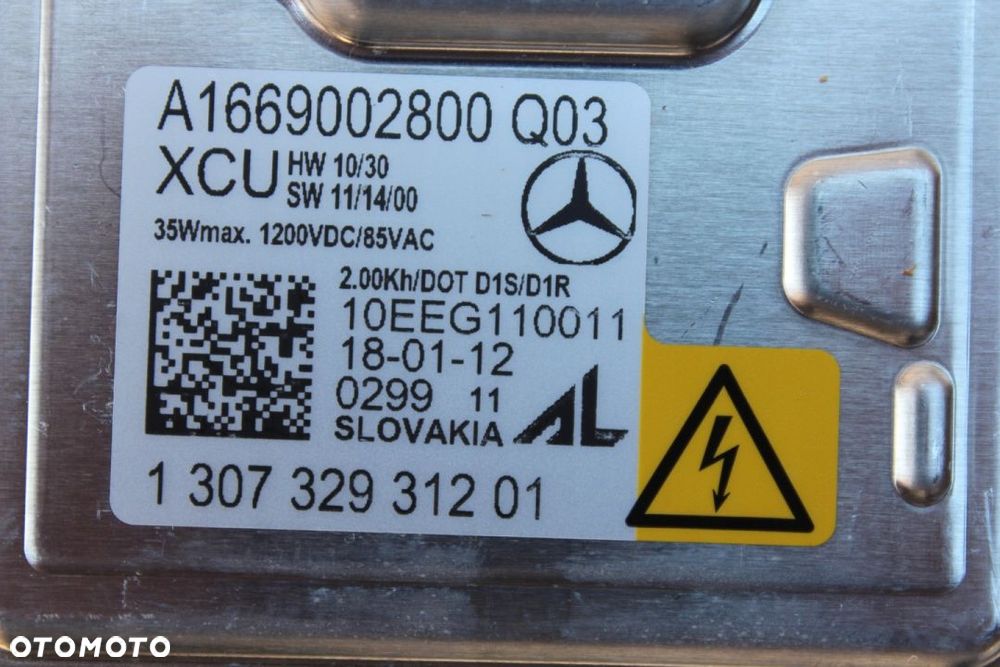 A1669002800 Q03
XCU HW 10/30
SW 11/14/00
35Wmax. 1200VDC/85VAC
2.00Kh/DOT D1S/D1R
10EEG110011
18-01-12
0299 11
SLOVAKIA AL
1 307 329 312 01
OTOMOTO